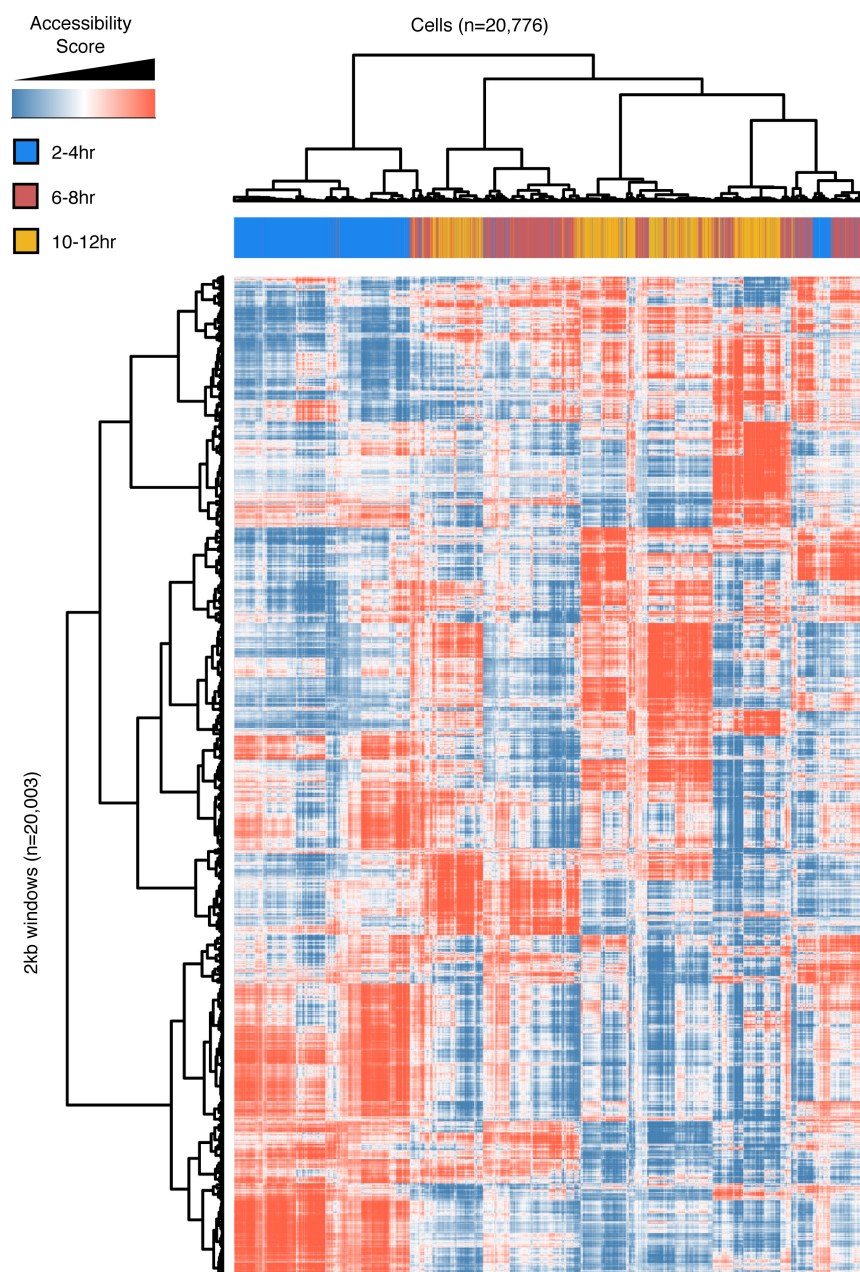 Accessibility
Score
Cells (n=20,776)
2-4hr
6-8hr
10-12hr
2kb windows (n=20,003)